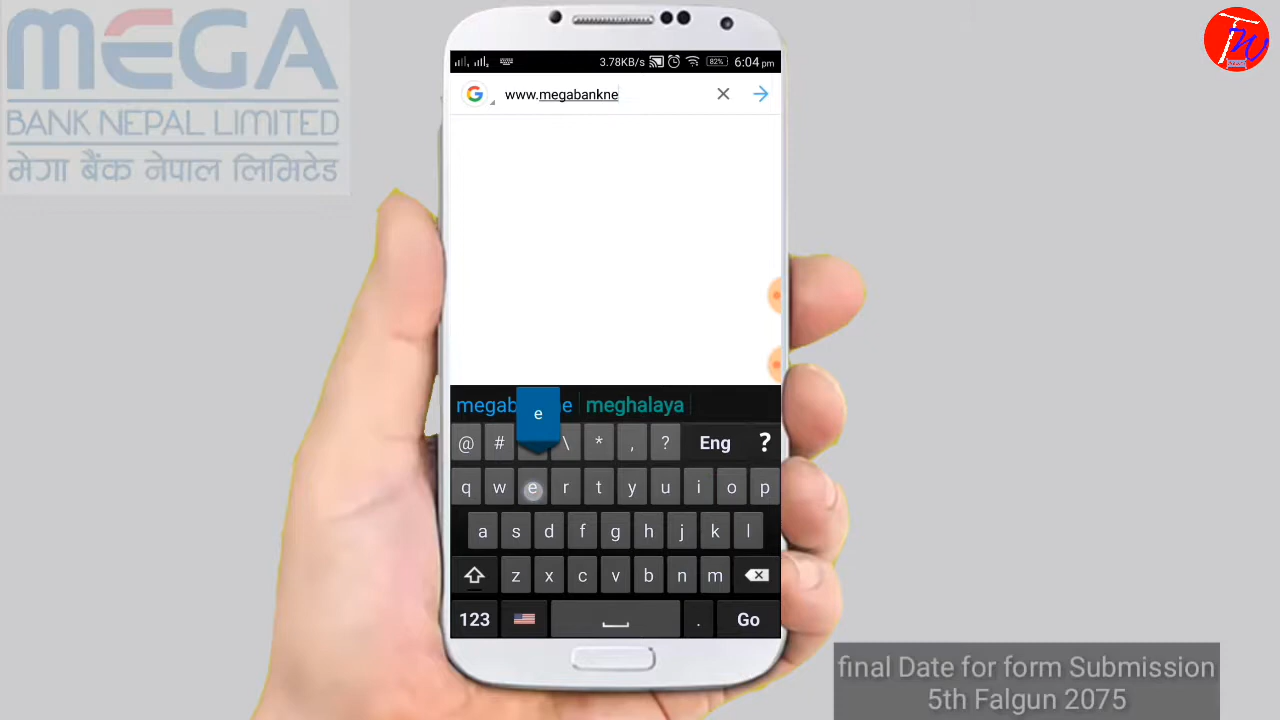 MEGA
BANK NEPAL LIMITED
मेगा बैंक नेपाल लिमिटेड
3.78KB/s 82% 6:04 pm
www.megabankne
meghalaya
e
@ # \ * , ? Eng ?
q w e r t y u i o p
a s d f g h j k l
z x c v b n m
123 . Go
final Date for form Submission
5th Falgun 2075